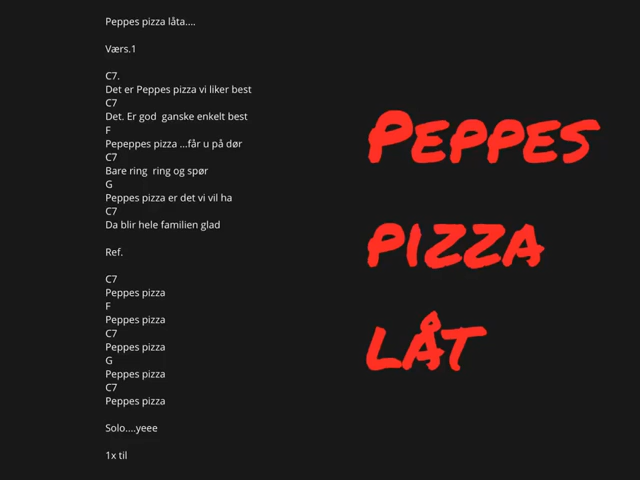 Peppes pizza låta....
Værs.1
C7.
Det er Peppes pizza vi liker best
C7
Det. Er god  ganske enkelt best
F
Pepeppes pizza ...får u på dør
C7
Bare ring  ring og spør
G
Peppes pizza er det vi vil ha
C7
Da blir hele familien glad
Ref.
C7
Peppes pizza
F
Peppes pizza
C7
Peppes pizza
G
Peppes pizza
C7
Peppes pizza
Solo....yeee
1x til
PEPPES
PIZZA
LÅT